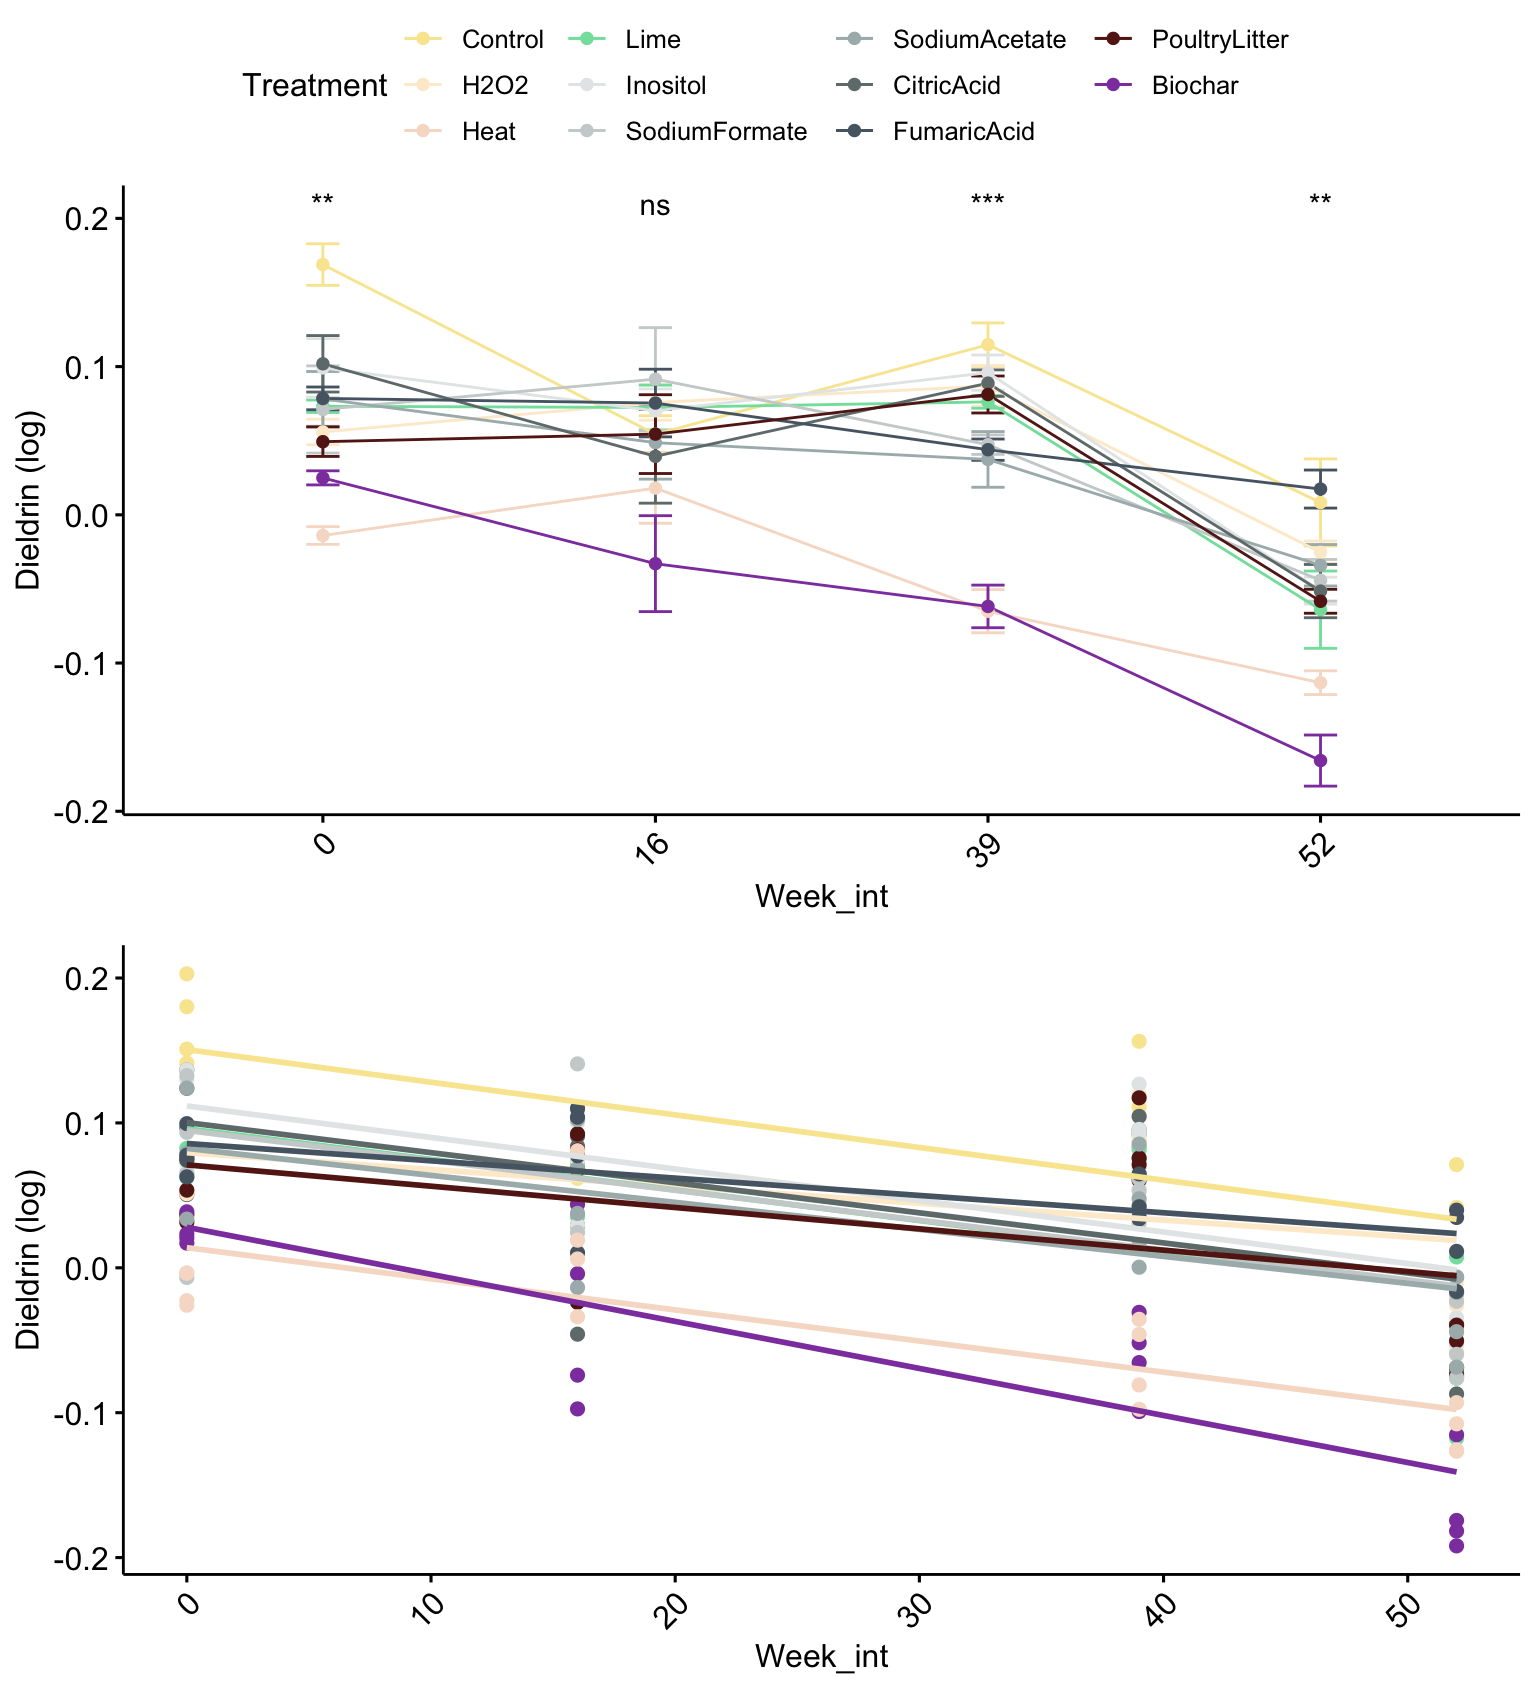 Treatment
Control
H2O2
Heat
Lime
Inositol
SodiumFormate
SodiumAcetate
CitricAcid
FumaricAcid
PoultryLitter
Biochar
** ns *** **
0.2
0.1
0.0
-0.1
-0.2
Dieldrin (log)
0 16 39 52
Week_int
0.2
0.1
0.0
-0.1
-0.2
Dieldrin (log)
0 10 20 30 40 50
Week_int